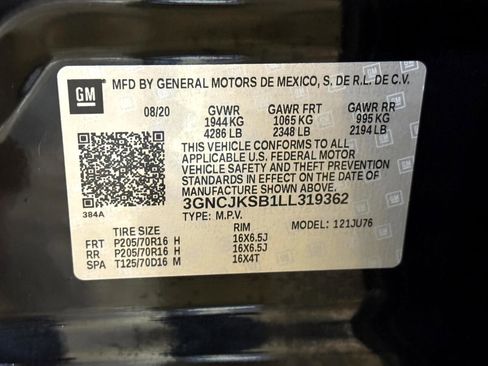 GM
MFD BY GENERAL MOTORS DE MEXICO, S. DE R.L. DE C.V.
08/20 GVWR GAWR FRT GAWR RR
1944 KG 1065 KG 995 KG
4286 LB 2348 LB 2194 LB
THIS VEHICLE CONFORMS TO ALL
APPLICABLE U.S. FEDERAL MOTOR
VEHICLE SAFETY AND THEFT PREVENTION
STANDARDS IN EFFECT ON THE DATE OF
MANUFACTURE SHOWN ABOVE.
384A 3GNCJKSB1LL319362
TYPE: M.P.V. MODEL: 121JU76
TIRE SIZE RIM
FRT P205/70R16 H 16X6.5J
RR P205/70R16 H 16X6.5J
SPA T125/70D16 M 16X4T